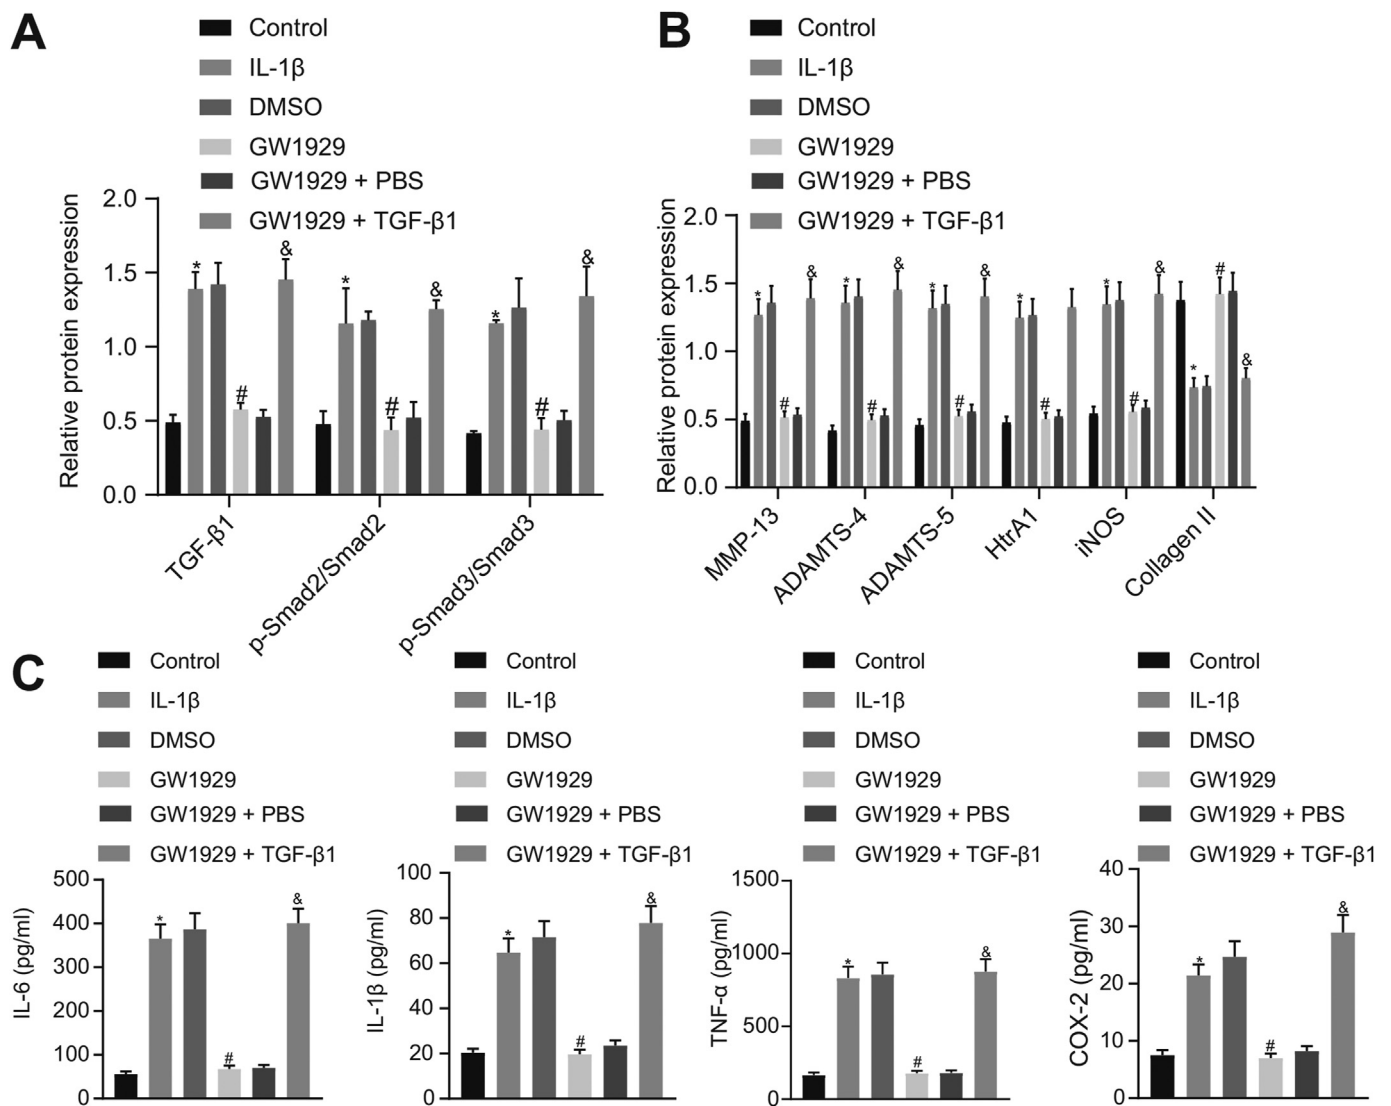 A
Control
IL-1β
DMSO
GW1929
GW1929 + PBS
GW1929 + TGF-β1
Relative protein expression
2.0
1.5
1.0
0.5
0.0
* # &
* # &
* # &
TGF-β1
p-Smad2/Smad2
p-Smad3/Smad3
B
Control
IL-1β
DMSO
GW1929
GW1929 + PBS
GW1929 + TGF-β1
Relative protein expression
2.0
1.5
1.0
0.5
0.0
* # &
* # &
* # &
* #
* # &
* # &
MMP-13
ADAMTS-4
ADAMTS-5
HtrA1
iNOS
Collagen II
C
Control
IL-1β
DMSO
GW1929
GW1929 + PBS
GW1929 + TGF-β1
IL-6 (pg/ml)
500
400
300
200
100
0
* # &
Control
IL-1β
DMSO
GW1929
GW1929 + PBS
GW1929 + TGF-β1
IL-1β (pg/ml)
100
80
60
40
20
0
* # &
Control
IL-1β
DMSO
GW1929
GW1929 + PBS
GW1929 + TGF-β1
TNF-α (pg/ml)
1500
1000
500
0
* # &
Control
IL-1β
DMSO
GW1929
GW1929 + PBS
GW1929 + TGF-β1
COX-2 (pg/ml)
40
30
20
10
0
* # &